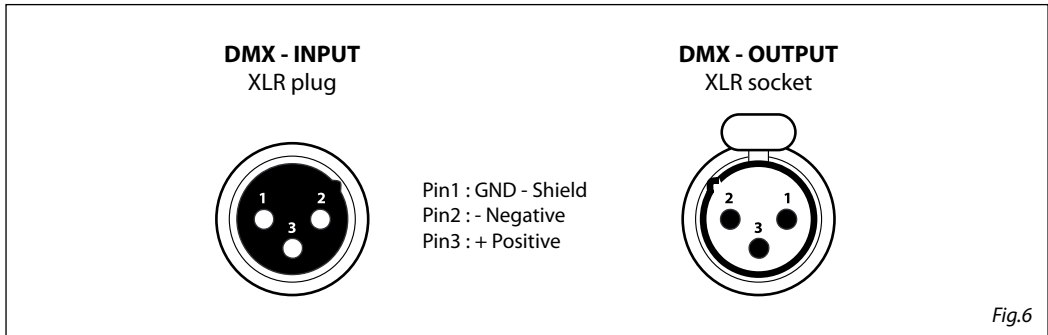 DMX - INPUT
XLR plug
1 2
3
Pin1 : GND - Shield
Pin2 : - Negative
Pin3 : + Positive
DMX - OUTPUT
XLR socket
2 1
3
Fig.6